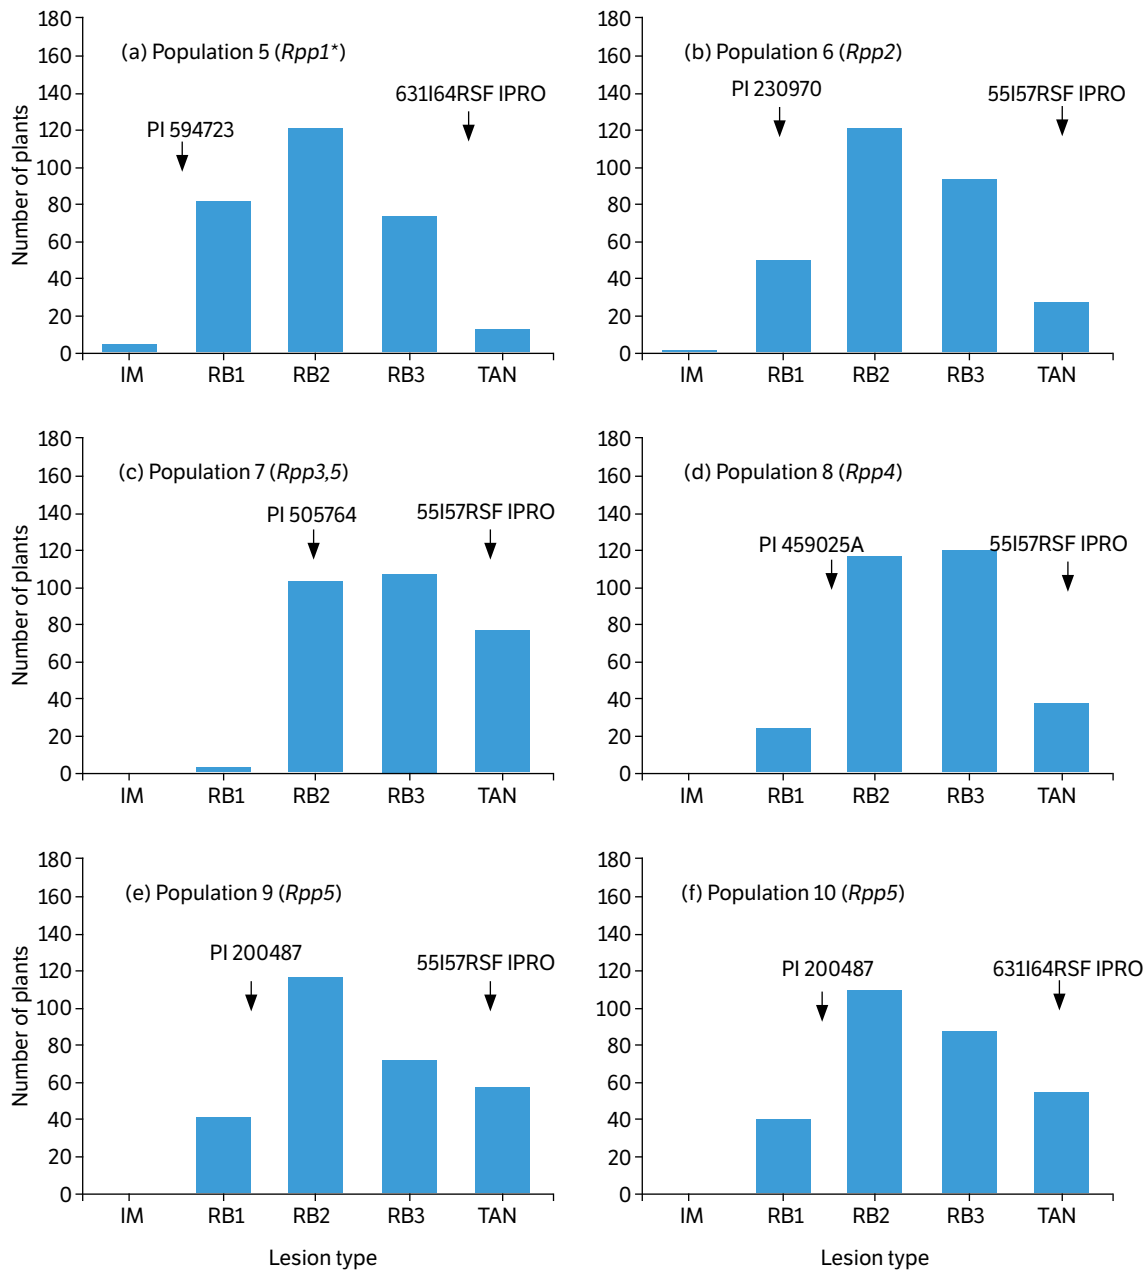 180
160
140
120
100
80
60
40
20
0
Number of plants
(a) Population 5 (Rpp1*)
PI 594723
631I64RSF IPRO
IM RB1 RB2 RB3 TAN
180
160
140
120
100
80
60
40
20
0
(b) Population 6 (Rpp2)
PI 230970
55I57RSF IPRO
IM RB1 RB2 RB3 TAN
180
160
140
120
100
80
60
40
20
0
Number of plants
(c) Population 7 (Rpp3,5)
PI 505764
55I57RSF IPRO
IM RB1 RB2 RB3 TAN
180
160
140
120
100
80
60
40
20
0
(d) Population 8 (Rpp4)
PI 459025A
55I57RSF IPRO
IM RB1 RB2 RB3 TAN
180
160
140
120
100
80
60
40
20
0
Number of plants
(e) Population 9 (Rpp5)
PI 200487
55I57RSF IPRO
IM RB1 RB2 RB3 TAN
Lesion type
180
160
140
120
100
80
60
40
20
0
(f) Population 10 (Rpp5)
PI 200487
631I64RSF IPRO
IM RB1 RB2 RB3 TAN
Lesion type